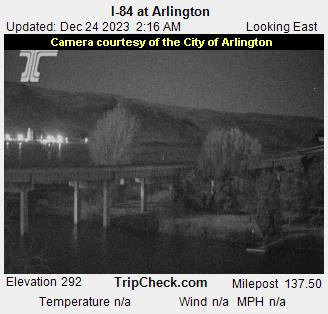 I-84 at Arlington
Updated: Dec 24 2023 2:16 AM Looking East
Camera courtesy of the City of Arlington
Elevation 292 TripCheck.com Milepost 137.50
Temperature n/a Wind n/a MPH n/a